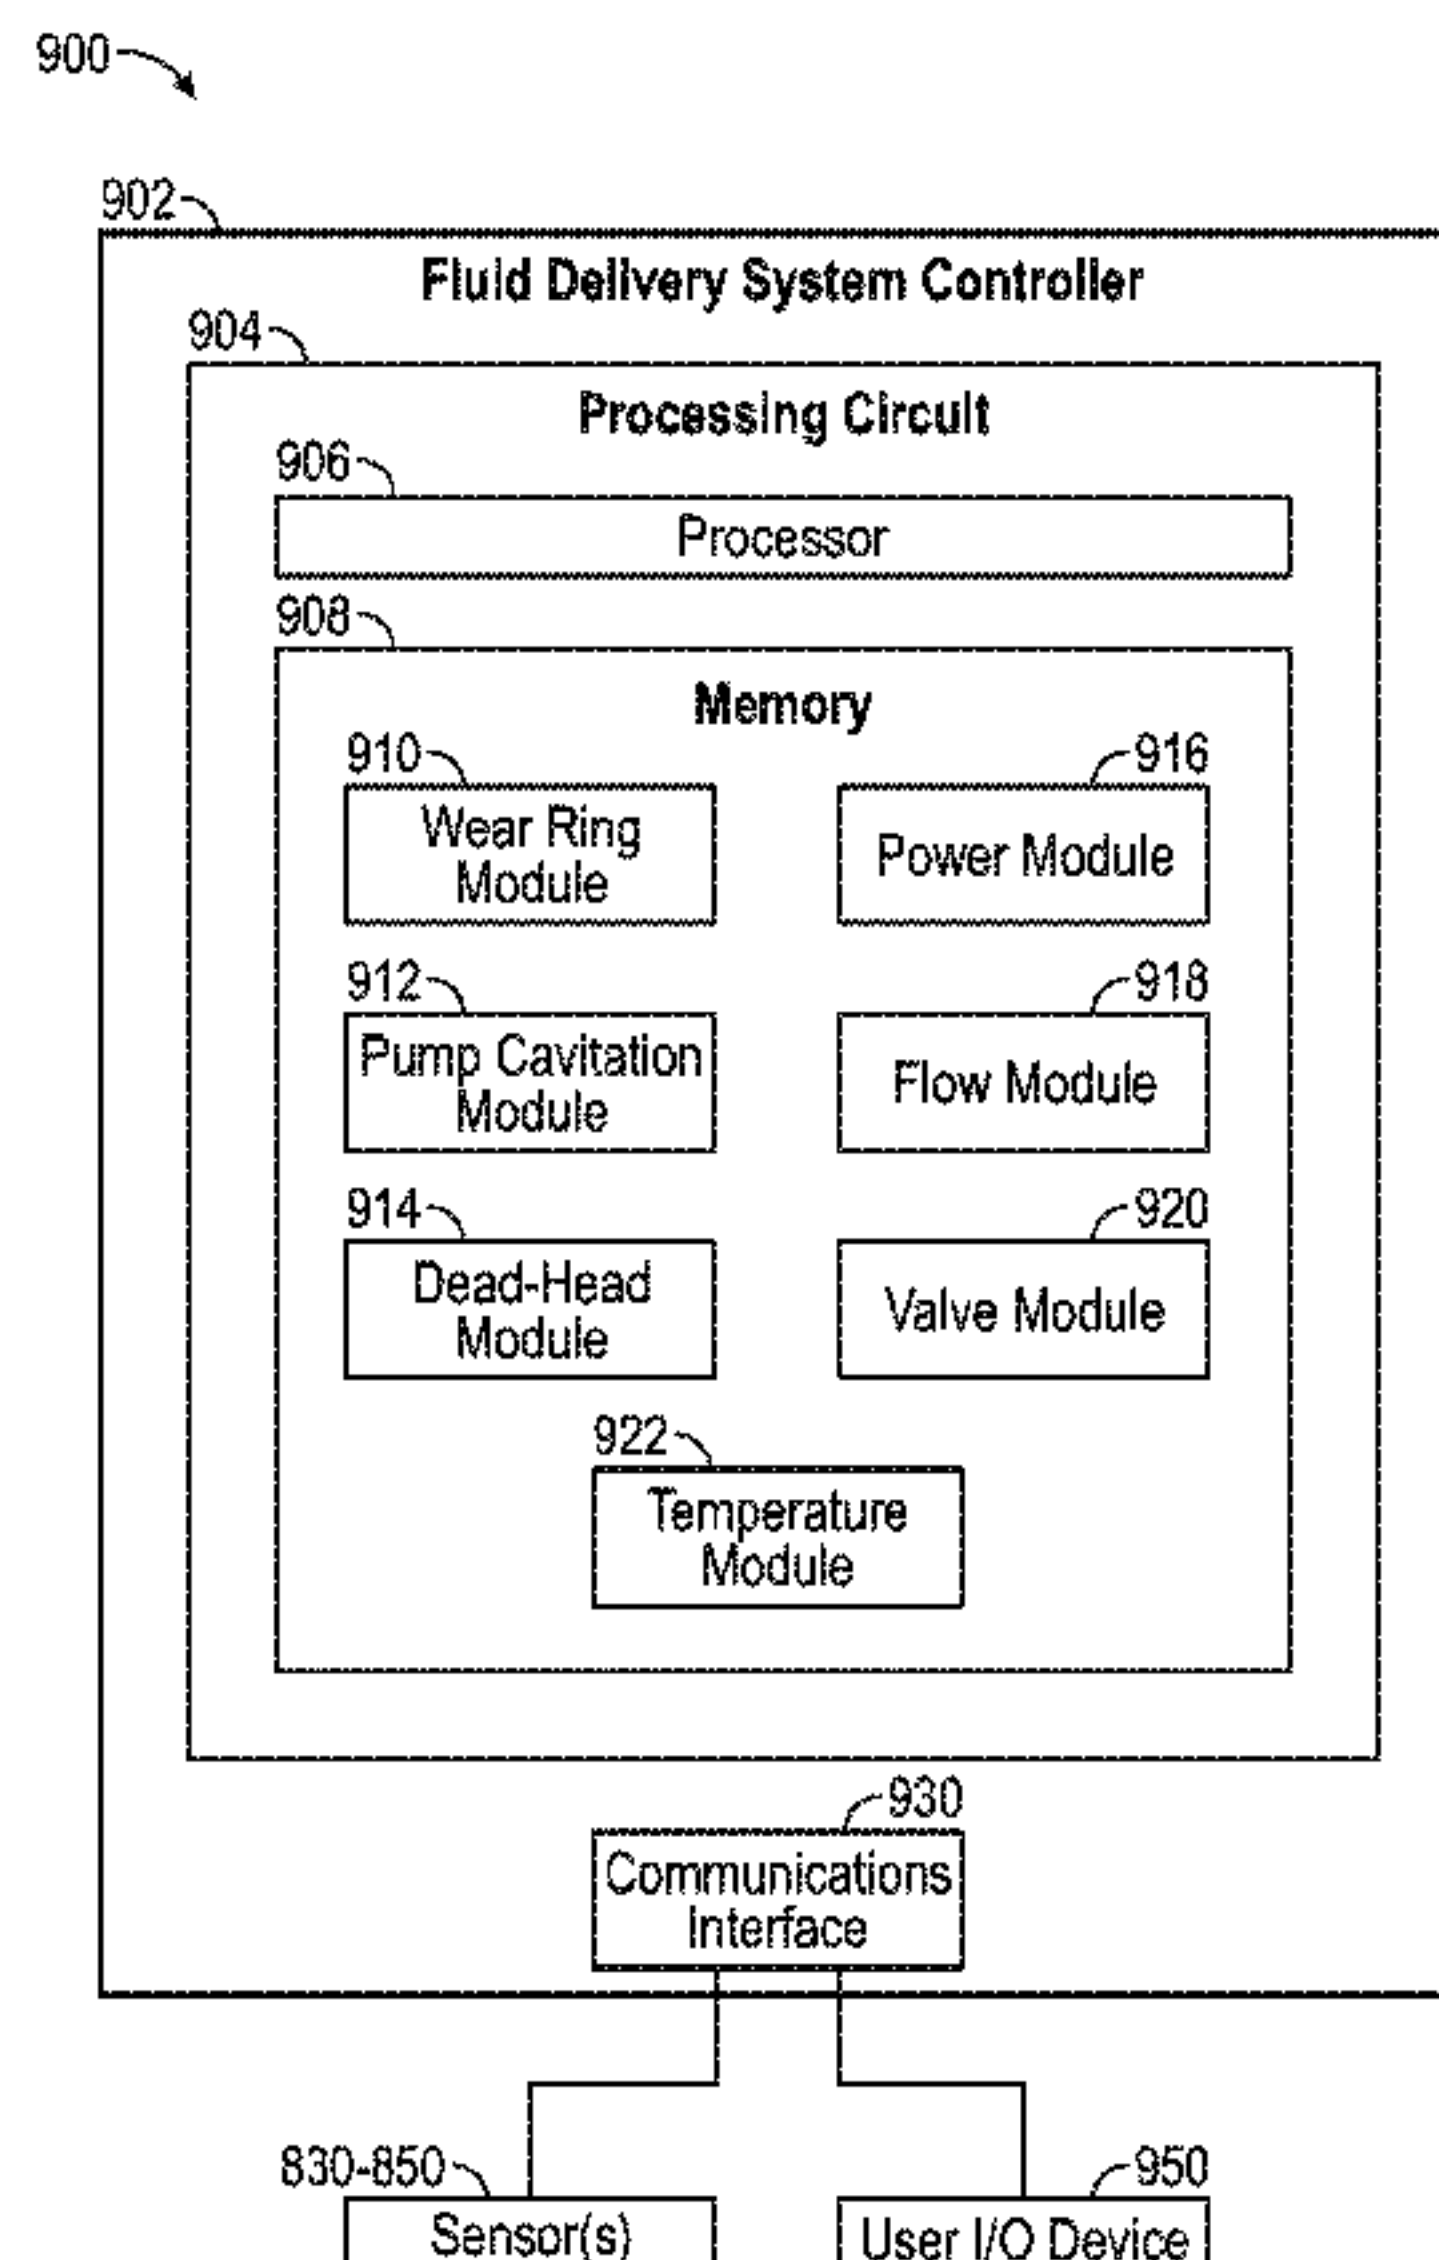 900
902
Fluid Delivery System Controller
904
Processing Circuit
906
Processor
908
Memory
910
916
Wear Ring
Module
Power Module
912
918
Pump Cavitation
Module
Flow Module
914
920
Dead-Head
Module
Valve Module
922
Temperature
Module
930
Communications
Interface
830-850
950
Sensor(s)
User I/O Device